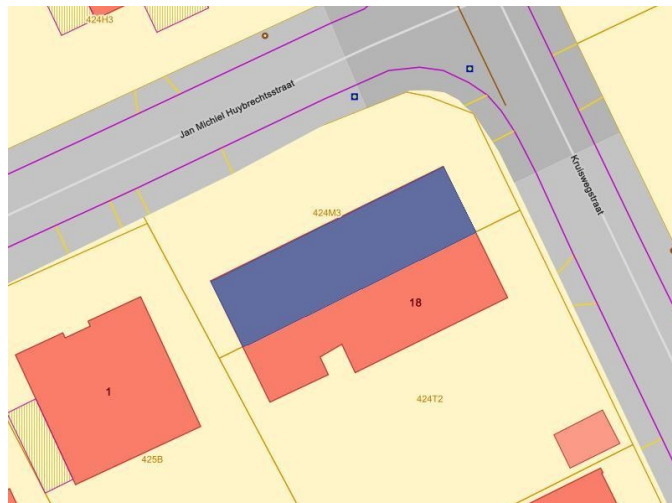 424H3
Jan Michiel Huybrechtsstraat
Kruiswegstraat
424M3
18
1
424T2
425B